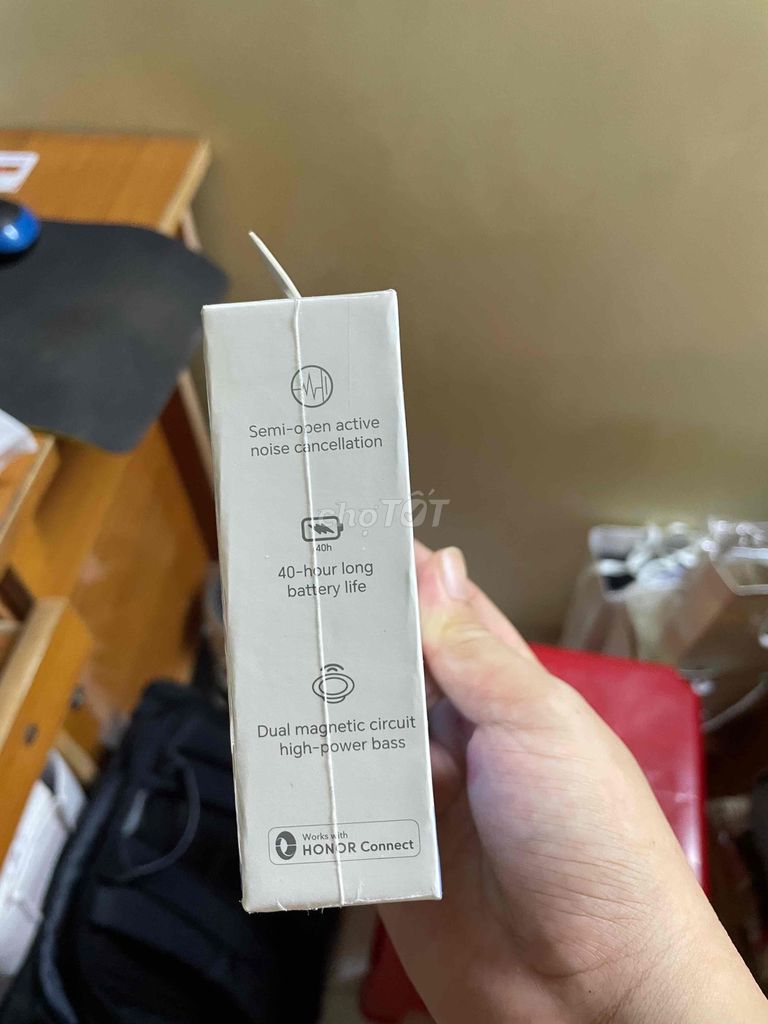 Semi-open active
noise cancellation
chợTỐT
40h
40-hour long
battery life
Dual magnetic circuit
high-power bass
Works with
HONOR Connect